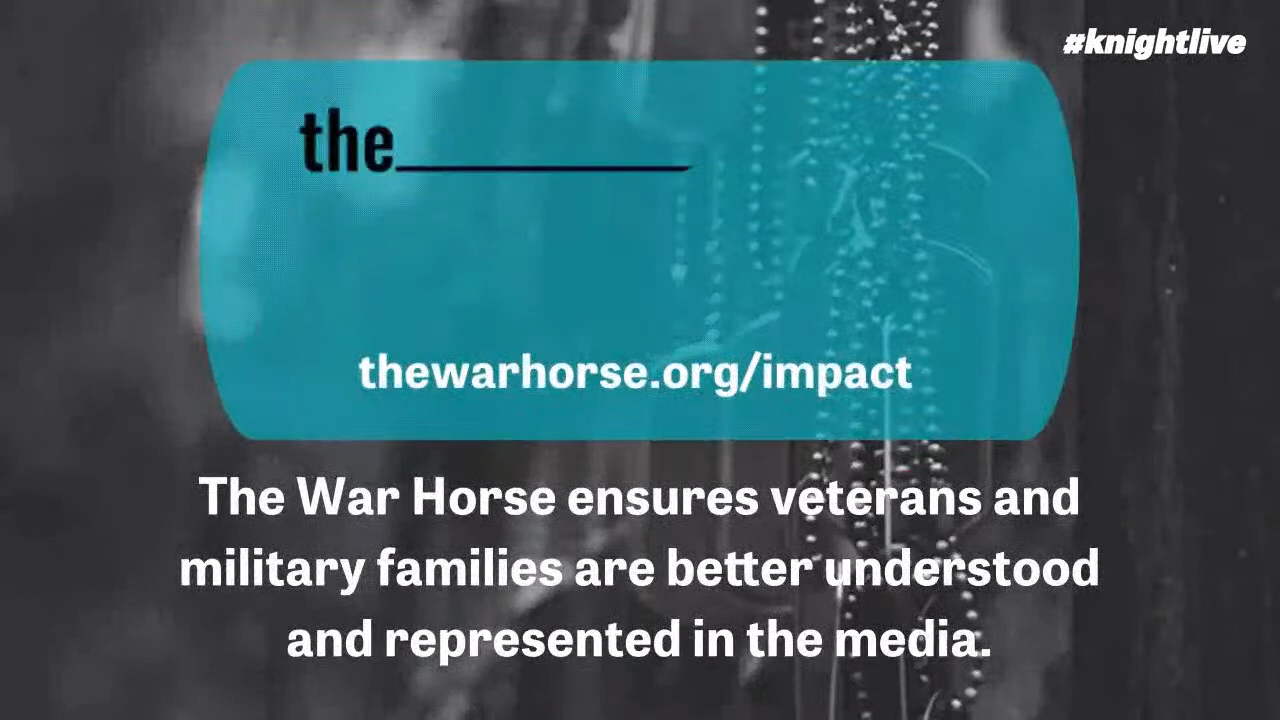 #knightlive
the
thewarhorse.org/impact
The War Horse ensures veterans and
military families are better understood
and represented in the media.